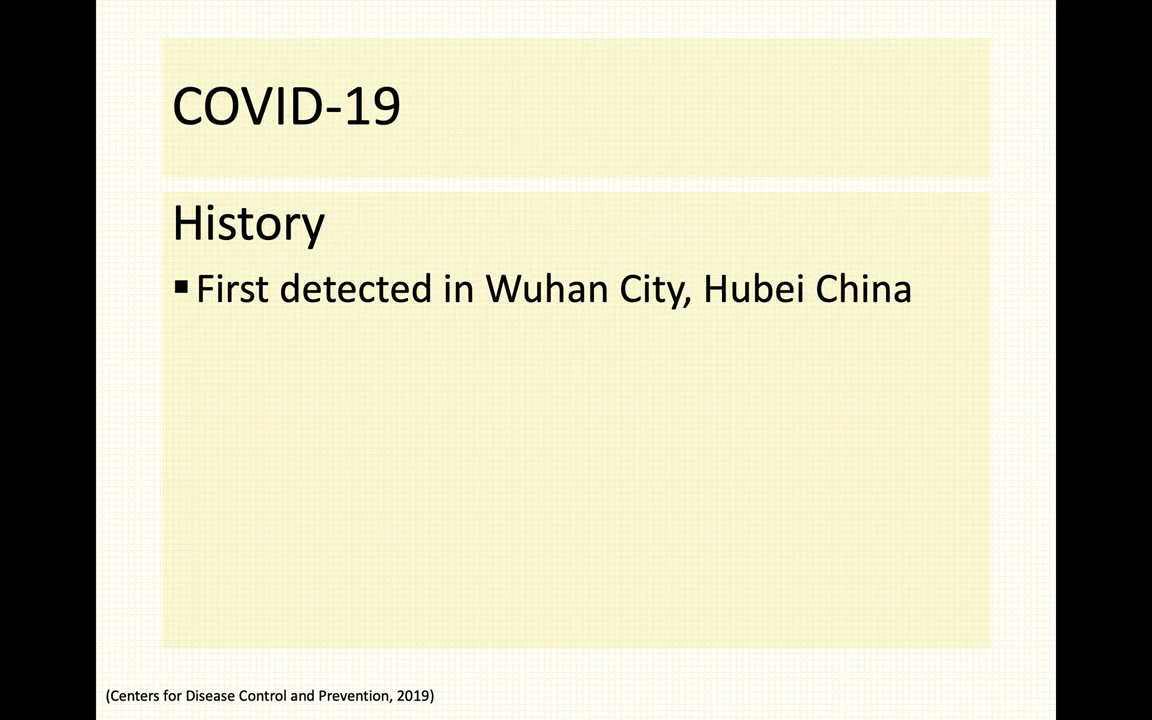 COVID-19
History
▪ First detected in Wuhan City, Hubei China
(Centers for Disease Control and Prevention, 2019)